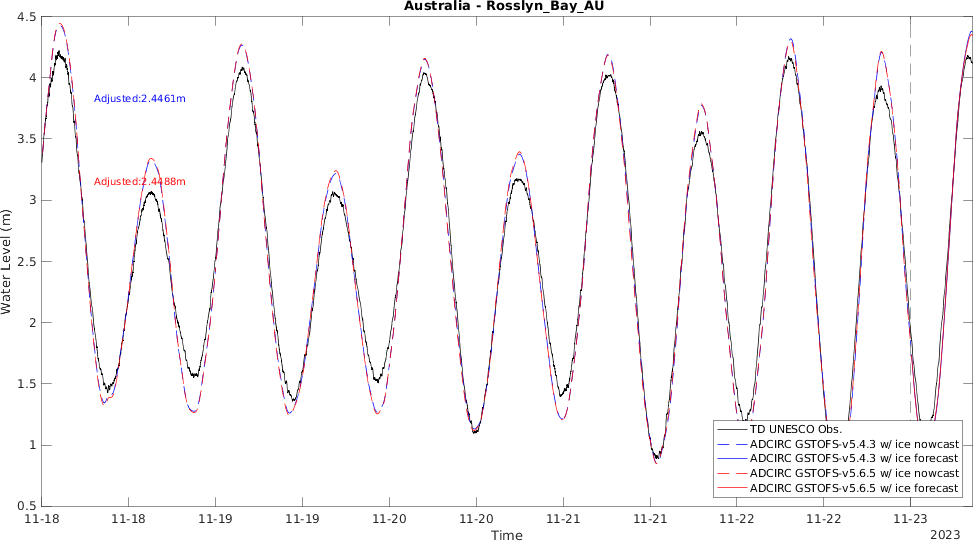 Australia - Rosslyn_Bay_AU
4.5
4
3.5
3
2.5
2
1.5
1
0.5
Water Level (m)
Adjusted:2.4461m
Adjusted:2.4488m
TD UNESCO Obs.
ADCIRC GSTOFS-v5.4.3 w/ ice nowcast
ADCIRC GSTOFS-v5.4.3 w/ ice forecast
ADCIRC GSTOFS-v5.6.5 w/ ice nowcast
ADCIRC GSTOFS-v5.6.5 w/ ice forecast
11-18 11-18 11-19 11-19 11-20 11-20 11-21 11-21 11-22 11-22 11-23
Time
2023